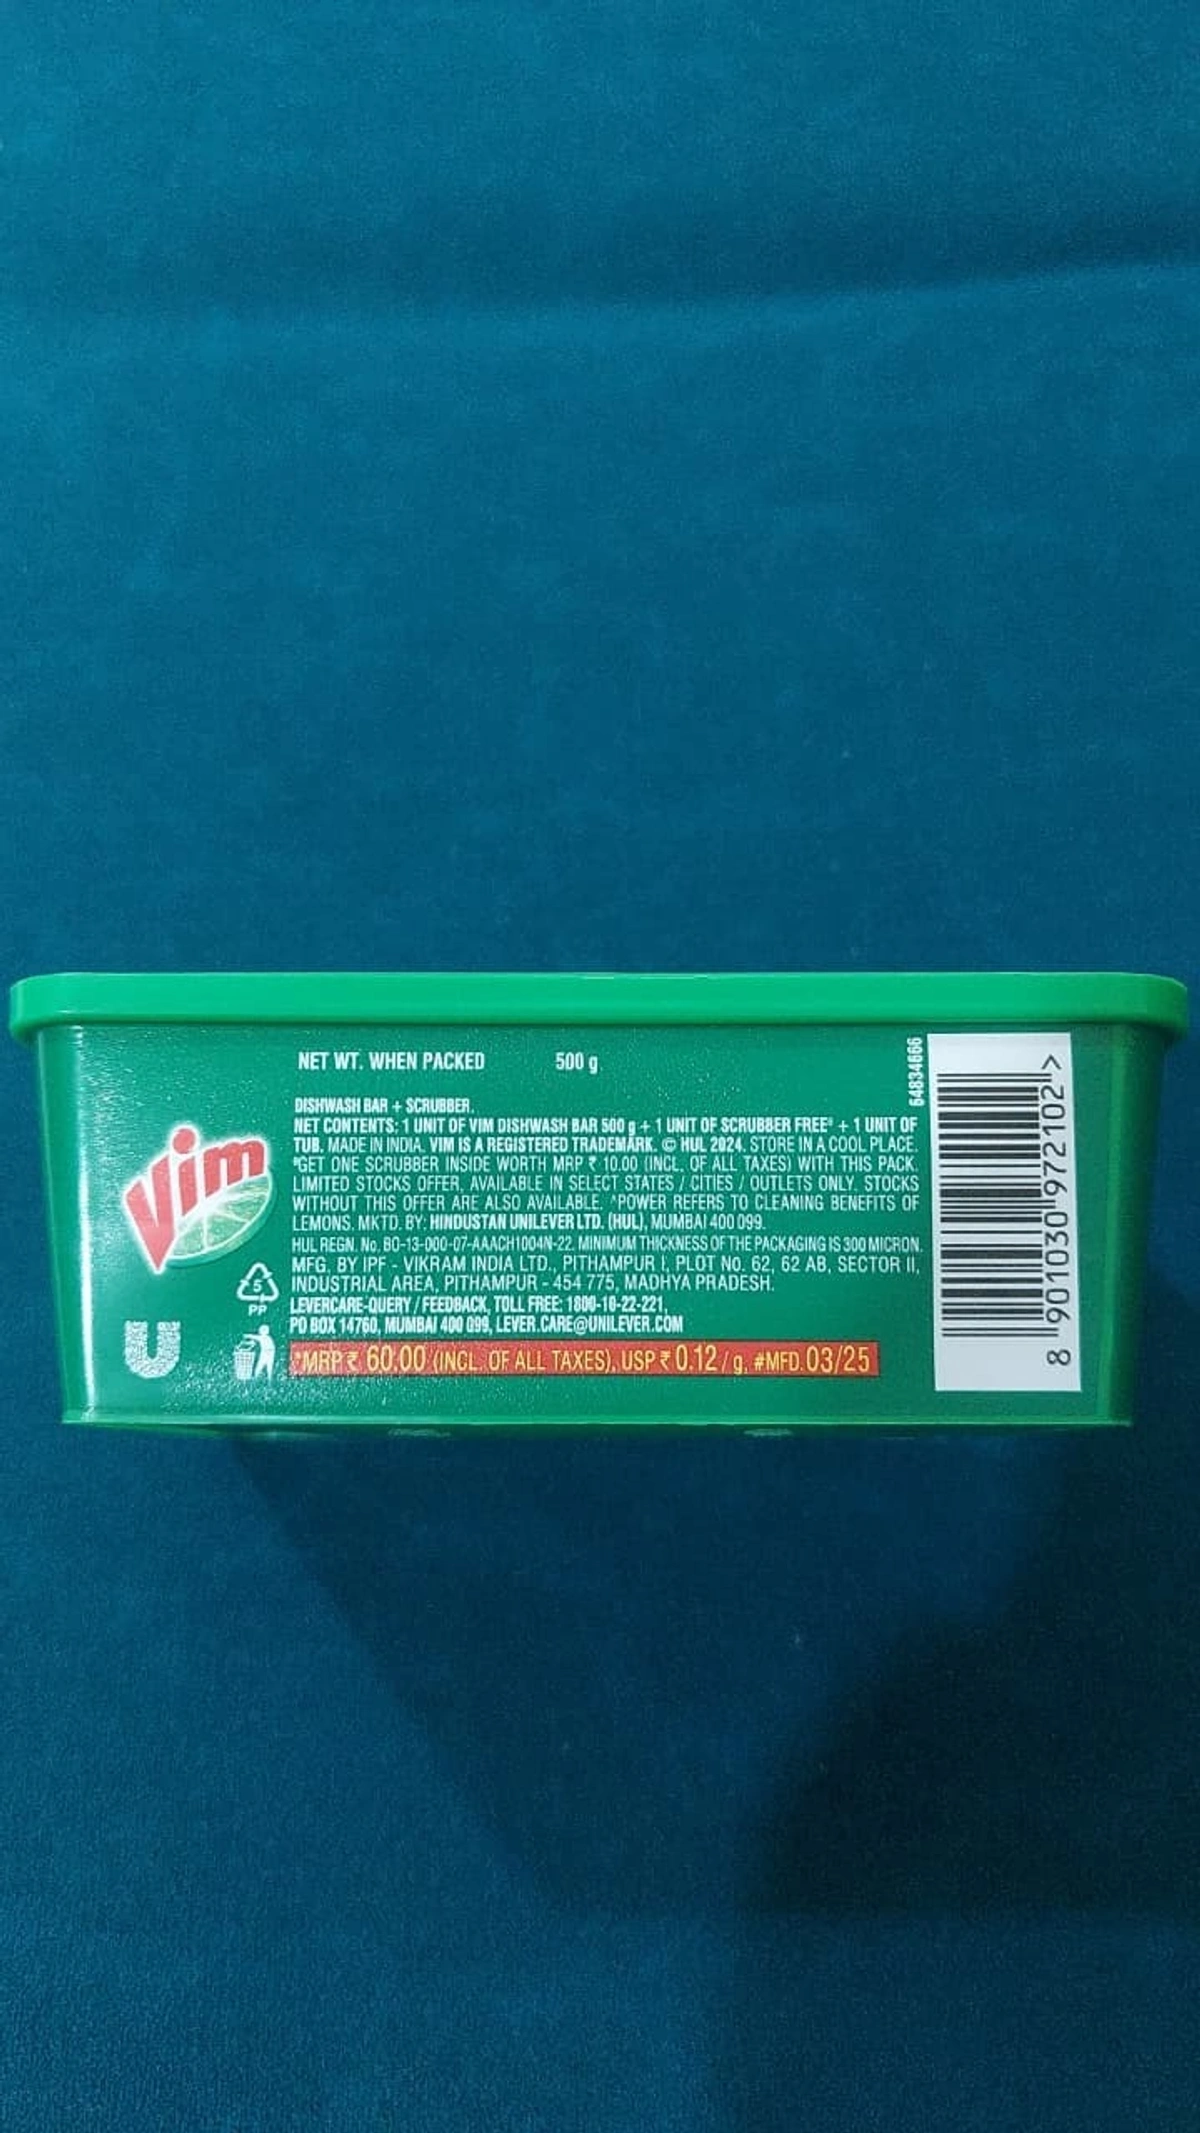 NET WT. WHEN PACKED 500 g
DISHWASH BAR + SCRUBBER.
NET CONTENTS: 1 UNIT OF VIM DISHWASH BAR 500 g + 1 UNIT OF SCRUBBER FREE# + 1 UNIT OF
TUB. MADE IN INDIA. VIM IS A REGISTERED TRADEMARK. © HUL 2024. STORE IN A COOL PLACE.
#GET ONE SCRUBBER INSIDE WORTH MRP ₹ 10.00 (INCL. OF ALL TAXES) WITH THIS PACK.
LIMITED STOCKS OFFER. AVAILABLE IN SELECT STATES / CITIES / OUTLETS ONLY. STOCKS
WITHOUT THIS OFFER ARE ALSO AVAILABLE. ^POWER REFERS TO CLEANING BENEFITS OF
LEMONS. MKTD. BY: HINDUSTAN UNILEVER LTD. (HUL), MUMBAI 400 099.
HUL REGN. No. BO-13-000-07-AAACH1004N-22. MINIMUM THICKNESS OF THE PACKAGING IS 300 MICRON.
MFG. BY IPF - VIKRAM INDIA LTD., PITHAMPUR I, PLOT No. 62, 62 AB, SECTOR II,
INDUSTRIAL AREA, PITHAMPUR - 454 775, MADHYA PRADESH.
LEVERCARE-QUERY / FEEDBACK, TOLL FREE: 1800-10-22-221,
PO BOX 14760, MUMBAI 400 099, LEVER.CARE@UNILEVER.COM
*MRP ₹ 60.00 (INCL. OF ALL TAXES), USP ₹ 0.12 / g, #MFD. 03/25
Vim
5
PP
U
64834666
8 901030 972102 >